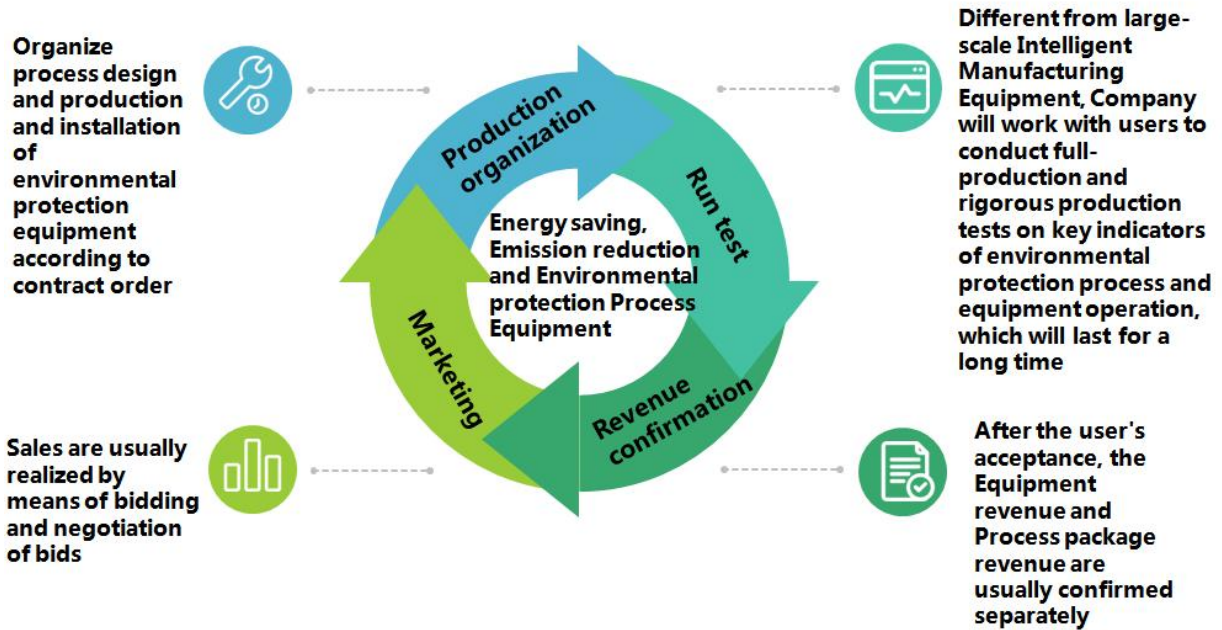 Organize
process design
and production
and installation
of
environmental
protection
equipment
according to
contract order
Production
organization
Different from large-
scale Intelligent
Manufacturing
Equipment, Company
will work with users to
conduct full-
production and
rigorous production
tests on key indicators
of environmental
protection process and
equipment operation,
which will last for a
long time
Run test
Energy saving,
Emission reduction
and Environmental
protection Process
Equipment
Marketing
Revenue
confirmation
Sales are usually
realized by
means of bidding
and negotiation
of bids
After the user's
acceptance, the
Equipment
revenue and
Process package
revenue are
usually confirmed
separately